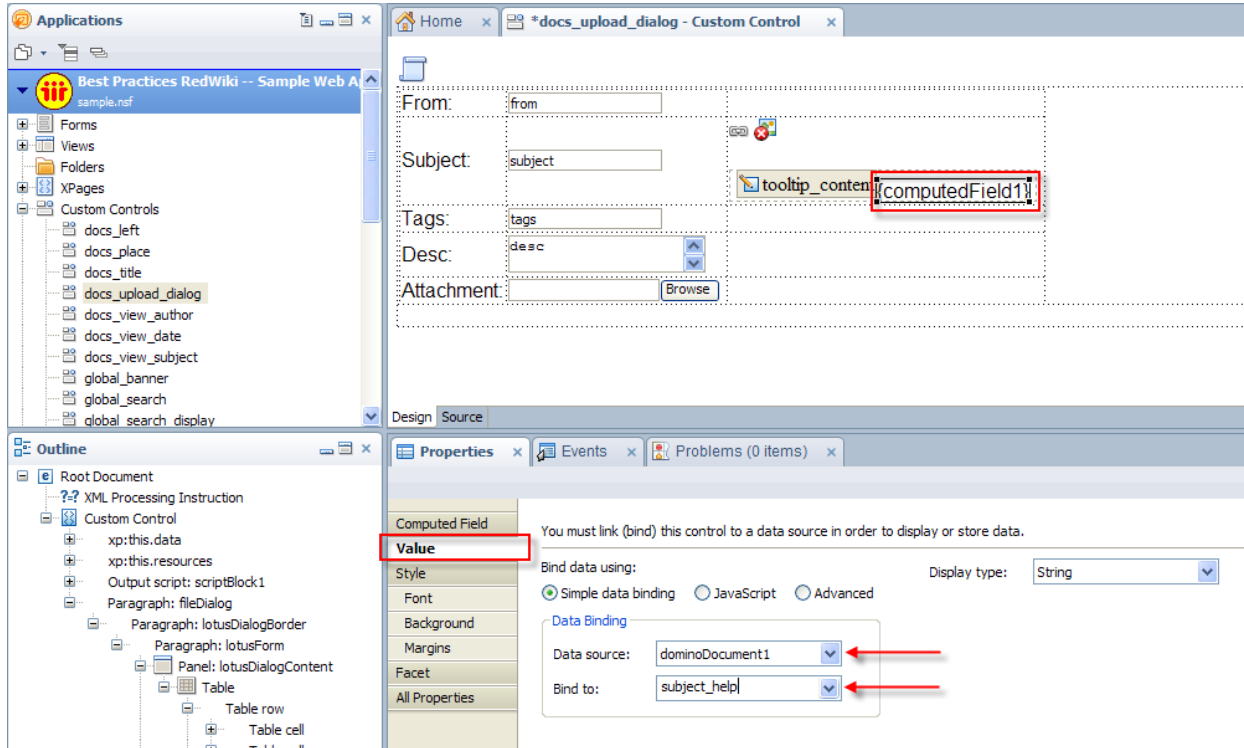 Applications
Best Practices RedWiki -- Sample Web A
sample.nsf
Forms
Views
Folders
XPages
Custom Controls
docs_left
docs_place
docs_title
docs_upload_dialog
docs_view_author
docs_view_date
docs_view_subject
global_banner
global_search
global_search_display
Home
*docs_upload_dialog - Custom Control
From:
from
Subject:
subject
tooltip_conten
{computedField1}
Tags:
tags
Desc:
desc
Attachment:
Browse
Design Source
Outline
Root Document
?-? XML Processing Instruction
Custom Control
xp:this.data
xp:this.resources
Output script: scriptBlock1
Paragraph: fileDialog
Paragraph: lotusDialogBorder
Paragraph: lotusForm
Panel: lotusDialogContent
Table
Table row
Table cell
Properties
Events
Problems (0 items)
Computed Field
Value
Style
Font
Background
Margins
Facet
All Properties
You must link (bind) this control to a data source in order to display or store data.
Bind data using:
Display type: String
Simple data binding JavaScript Advanced
Data Binding
Data source: dominoDocument1
Bind to: subject_help